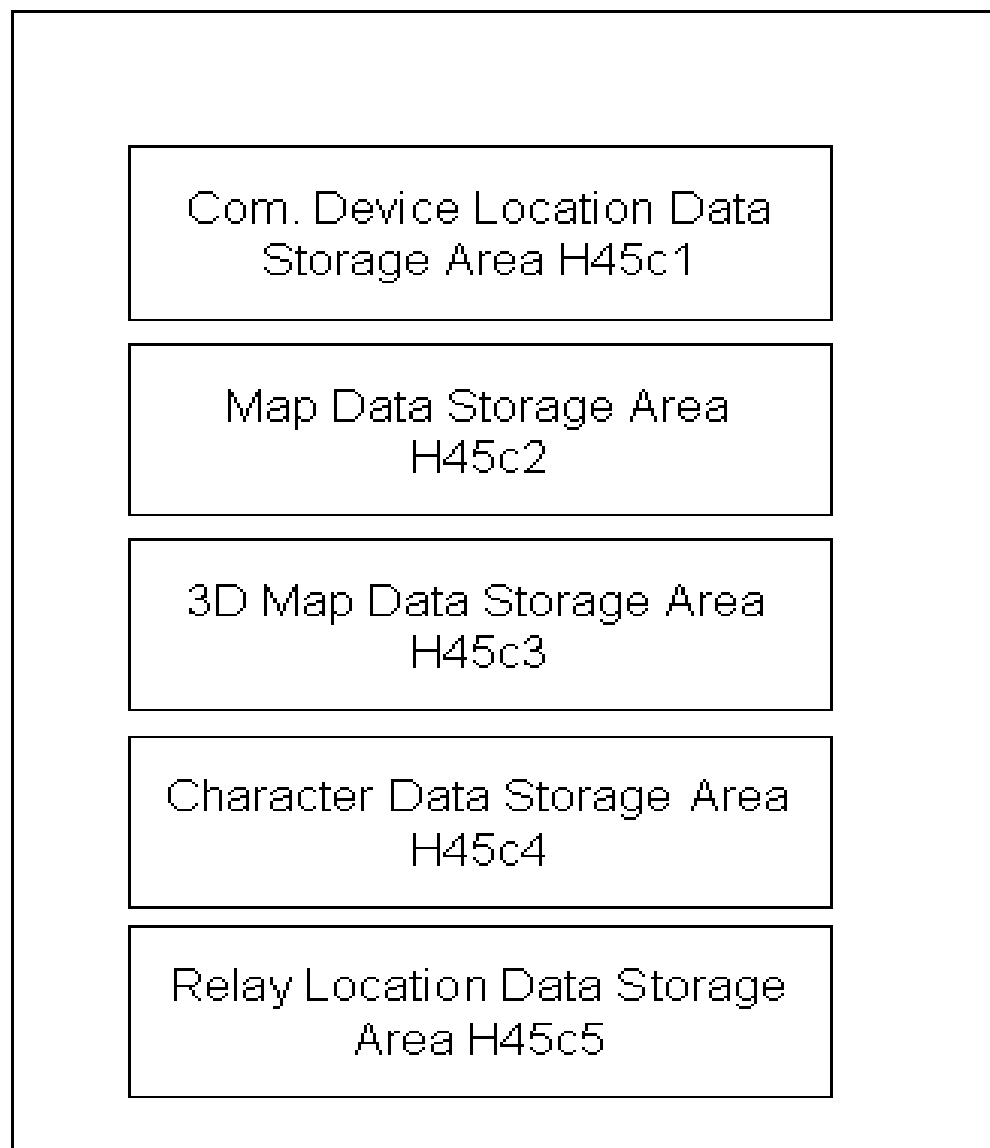 Com. Device Location Data
Storage Area H45c1
Map Data Storage Area
H45c2
3D Map Data Storage Area
H45c3
Character Data Storage Area
H45c4
Relay Location Data Storage
Area H45c5